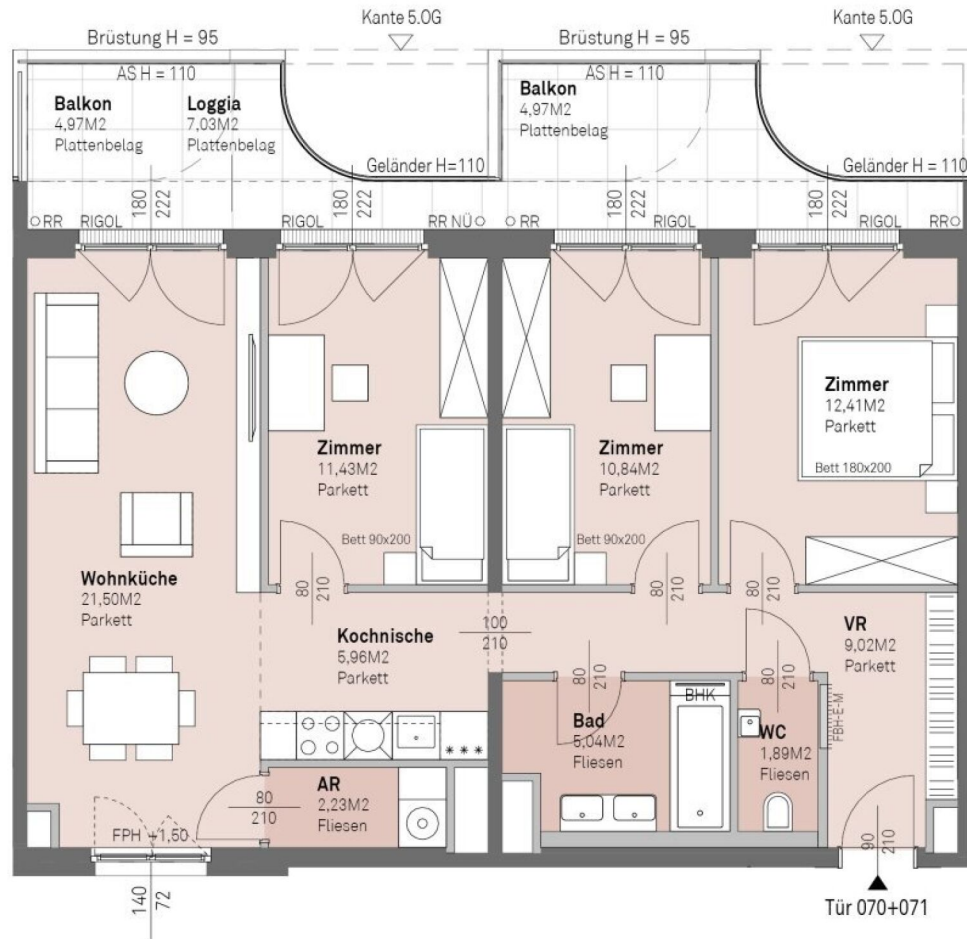 Kante 5.OG
Kante 5.OG
Brüstung H = 95
Brüstung H = 95
AS H = 110
AS H = 110
Balkon
4,97M2
Plattenbelag
Loggia
7,03M2
Plattenbelag
Balkon
4,97M2
Plattenbelag
Geländer H=110
Geländer H=110
180
222
180
222
180
222
180
222
RR
RIGOL
RIGOL
RR NÜ
RR
RIGOL
RIGOL
RR
Zimmer
12,41M2
Parkett
Bett 180x200
Zimmer
11,43M2
Parkett
Zimmer
10,84M2
Parkett
Bett 90x200
Bett 90x200
Wohnküche
21,50M2
Parkett
80
210
80
210
80
210
Kochnische
5,96M2
Parkett
100
210
VR
9,02M2
Parkett
80
210
80
210
BHK
FBH-E-M
Bad
5,04M2
Fliesen
WC
1,89M2
Fliesen
AR
2,23M2
Fliesen
80
210
FPH +1,50
90
210
140
72
Tür 070+071